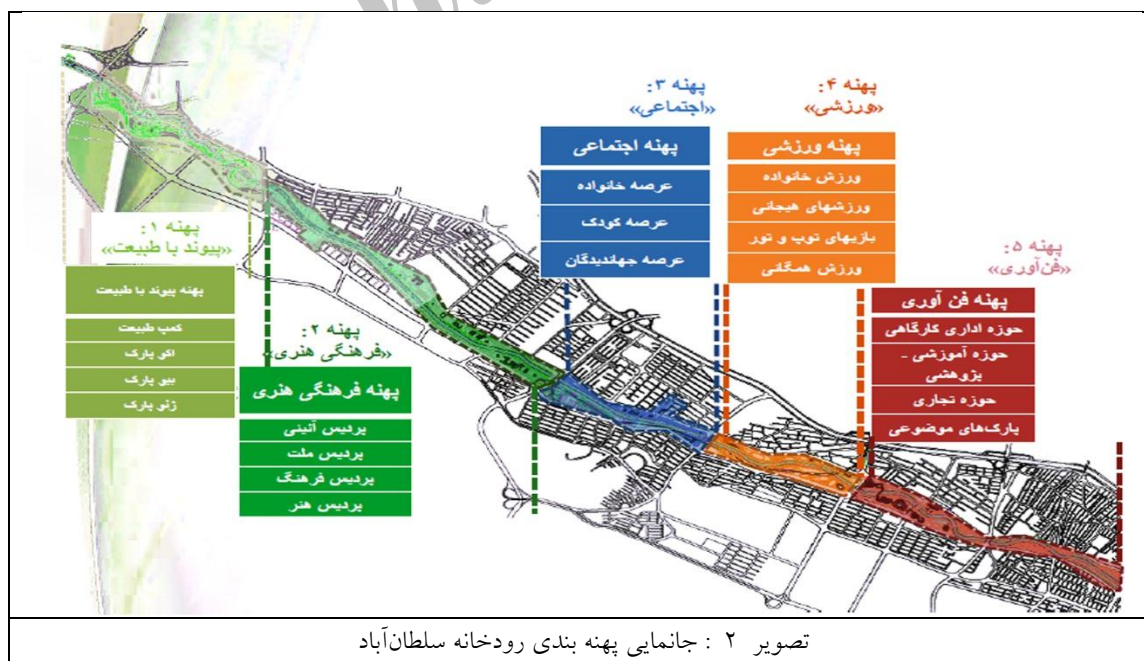 پهنه ۴:
«ورزشی»
پهنه ورزشی
ورزش خانواده
ورزشهای هیجانی
بازیهای توپ و تور
ورزش همگانی
پهنه ۳:
«اجتماعی»
پهنه اجتماعی
عرصه خانواده
عرصه کودک
عرصه جهاندیدگان
پهنه ۵:
«فن‌آوری»
پهنه فن آوری
حوزه اداری کارگاهی
حوزه آموزشی -
پژوهشی
حوزه تجاری
پارک‌های موضوعی
پهنه ۱:
«پیوند با طبیعت»
پهنه پیوند با طبیعت
کمپ طبیعت
اکو پارک
بیو پارک
ژئو پارک
پهنه ۲:
«فرهنگی هنری»
پهنه فرهنگی هنری
پردیس آئینی
پردیس ملت
پردیس فرهنگ
پردیس هنر
تصویر ۲ : جانمایی پهنه بندی رودخانه سلطان‌آباد